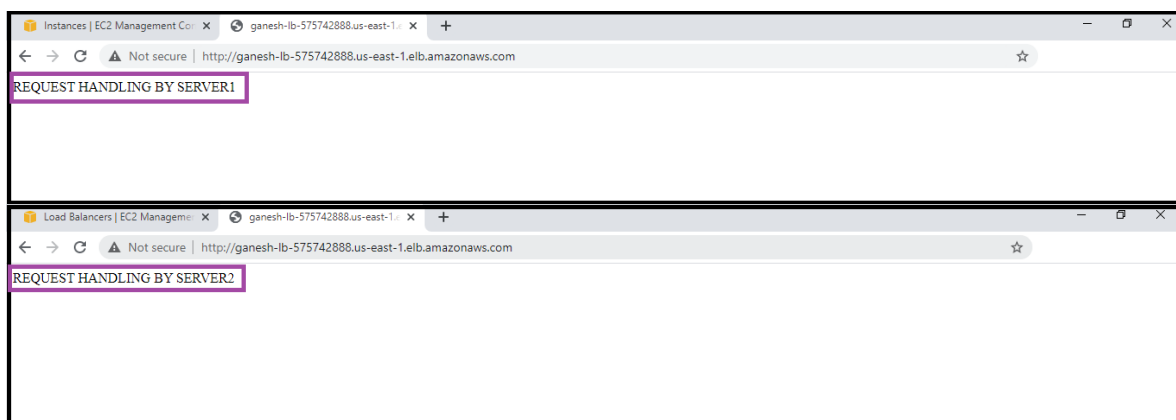 Instances | EC2 Management Con
ganesh-lb-575742888.us-east-1.e
Not secure | http://ganesh-lb-575742888.us-east-1.elb.amazonaws.com
REQUEST HANDLING BY SERVER1
Load Balancers | EC2 Managemen
ganesh-lb-575742888.us-east-1.e
Not secure | http://ganesh-lb-575742888.us-east-1.elb.amazonaws.com
REQUEST HANDLING BY SERVER2